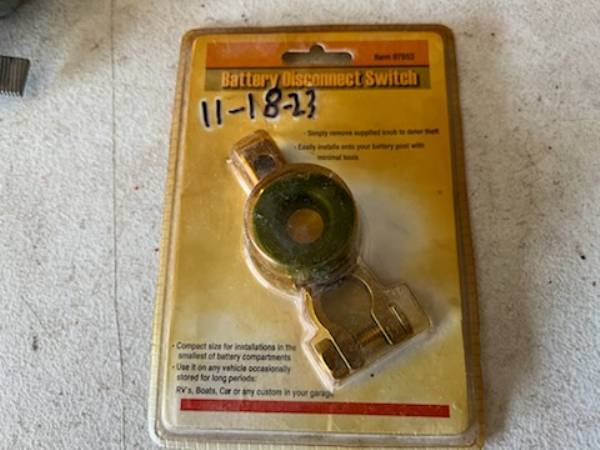 Item 97853
Battery Disconnect Switch
11-18-23
• Simply remove supplied knob to deter theft
• Easily installs onto your battery post with
minimal tools
• Compact size for installations in the
smallest of battery compartments
• Use it on any vehicle occasionally
stored for long periods:
RV's, Boats, Car or any custom in your garage